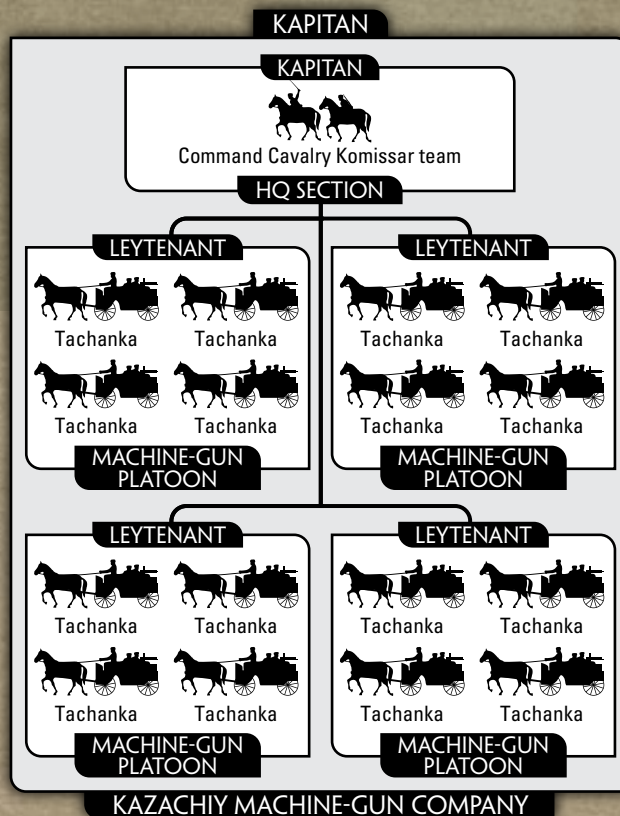 KAPITAN
KAPITAN
Command Cavalry Komissar team
HQ SECTION
LEYTENANT
Tachanka Tachanka
Tachanka Tachanka
MACHINE-GUN
PLATOON
LEYTENANT
Tachanka Tachanka
Tachanka Tachanka
MACHINE-GUN
PLATOON
LEYTENANT
Tachanka Tachanka
Tachanka Tachanka
MACHINE-GUN
PLATOON
LEYTENANT
Tachanka Tachanka
Tachanka Tachanka
MACHINE-GUN
PLATOON
KAZACHIY MACHINE-GUN COMPANY